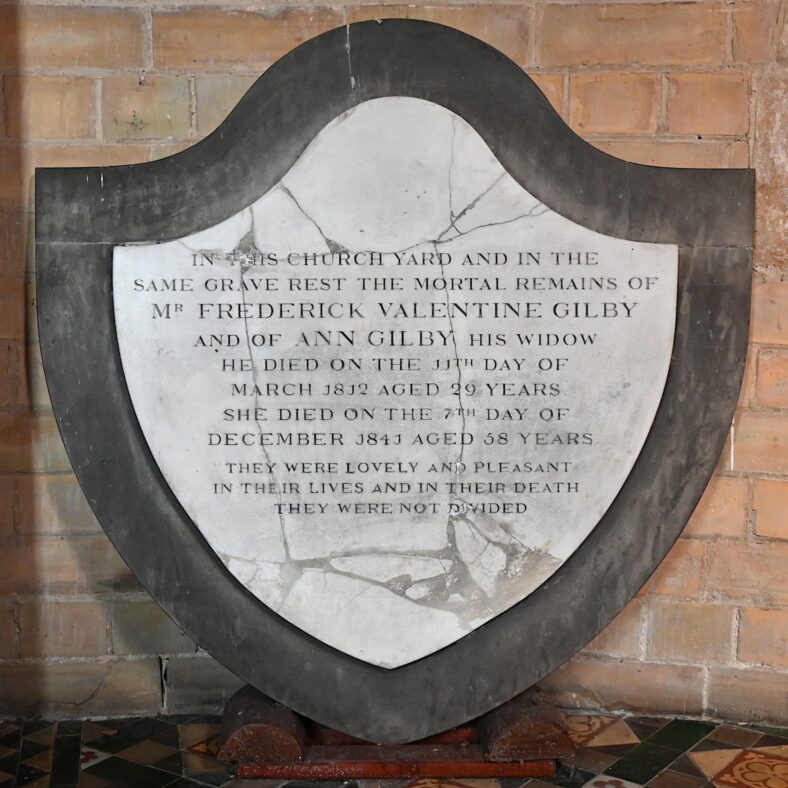 IN THIS CHURCH YARD AND IN THE
SAME GRAVE REST THE MORTAL REMAINS OF
Mʀ FREDERICK VALENTINE GILBY
AND OF ANN GILBY HIS WIDOW
HE DIED ON THE 11TH DAY OF
MARCH 1812 AGED 29 YEARS
SHE DIED ON THE 7TH DAY OF
DECEMBER 1841 AGED 58 YEARS
THEY WERE LOVELY AND PLEASANT
IN THEIR LIVES AND IN THEIR DEATH
THEY WERE NOT DIVIDED